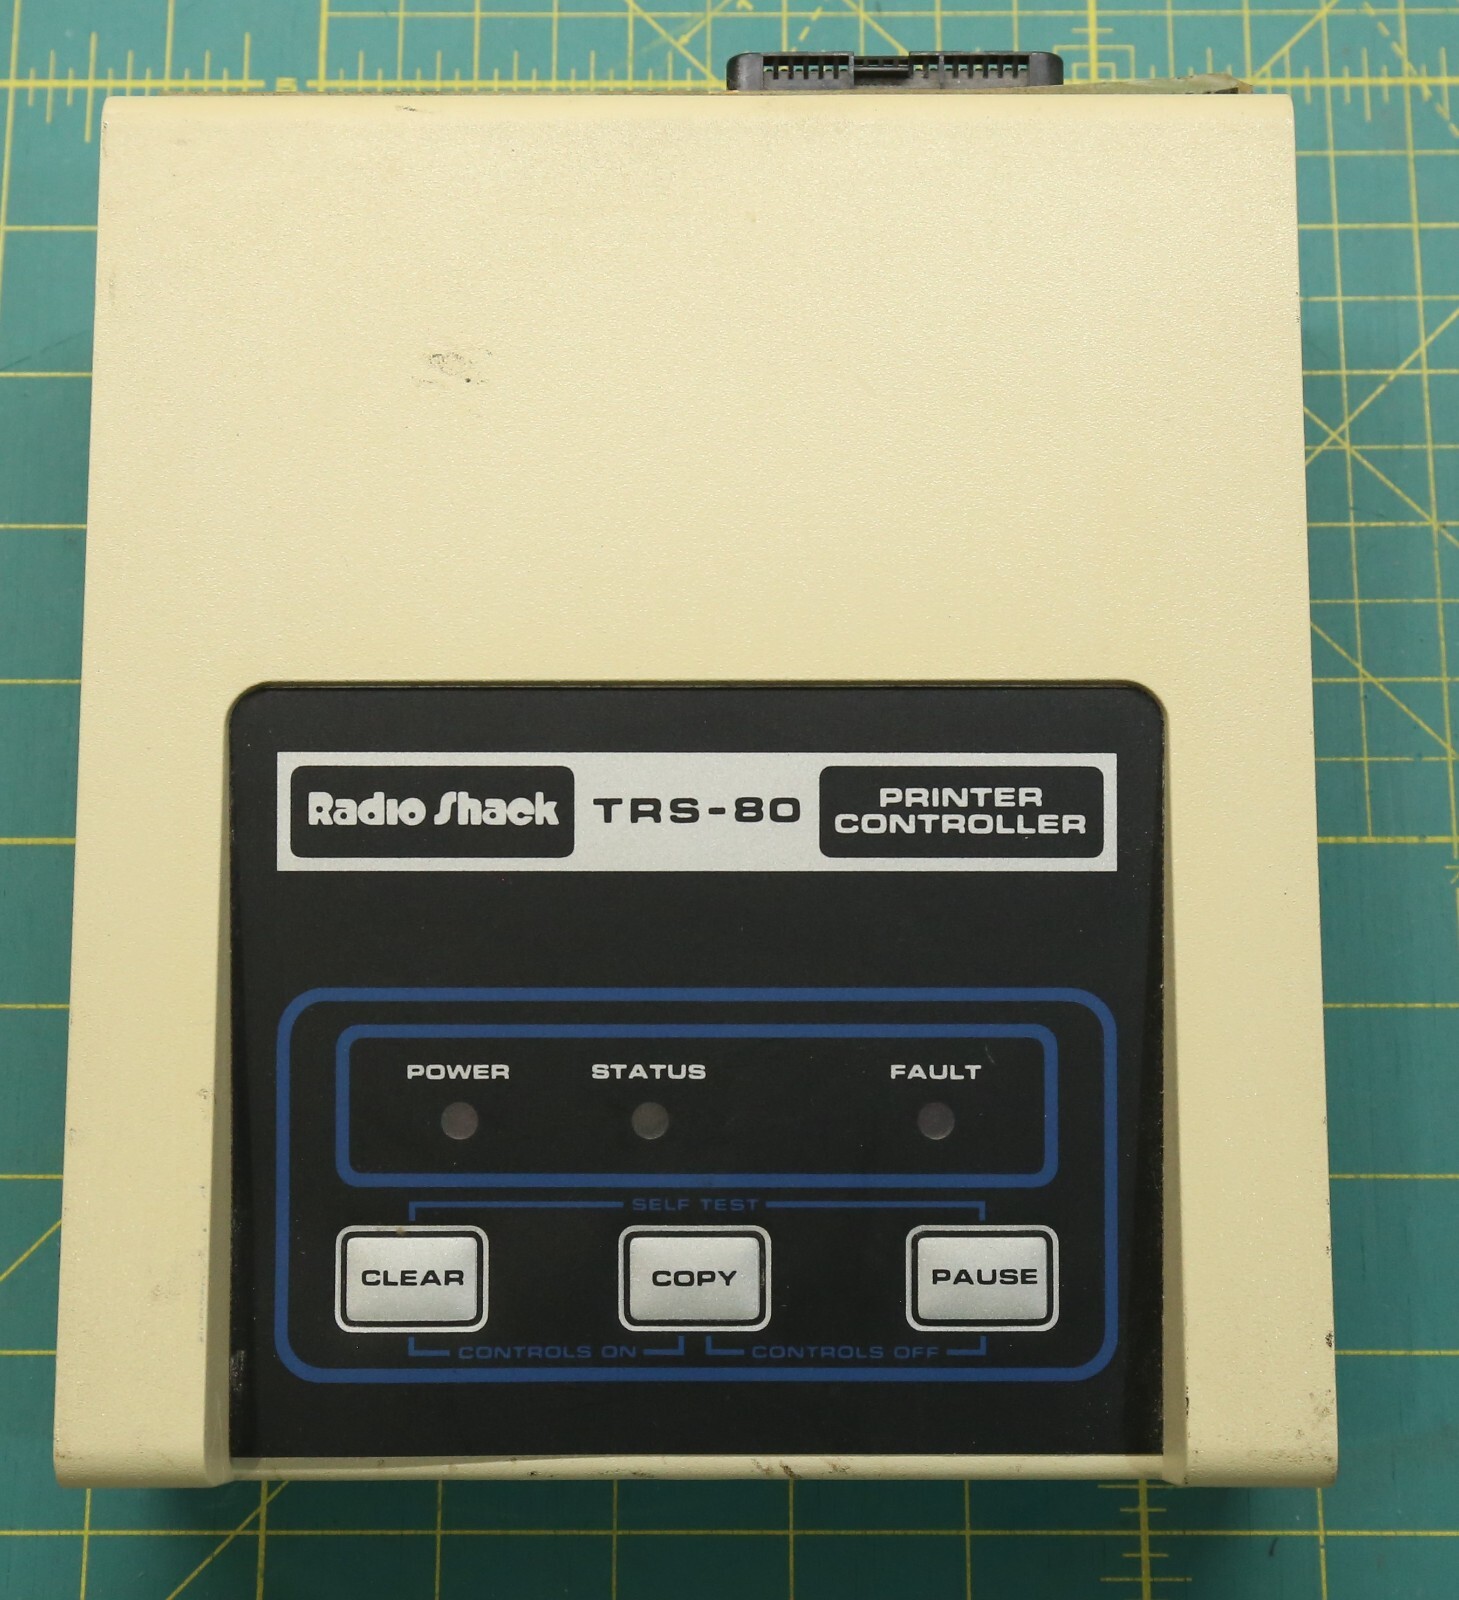 Radio Shack TRS-80 PRINTER
CONTROLLER
POWER STATUS FAULT
SELF TEST
CLEAR COPY PAUSE
CONTROLS ON CONTROLS OFF